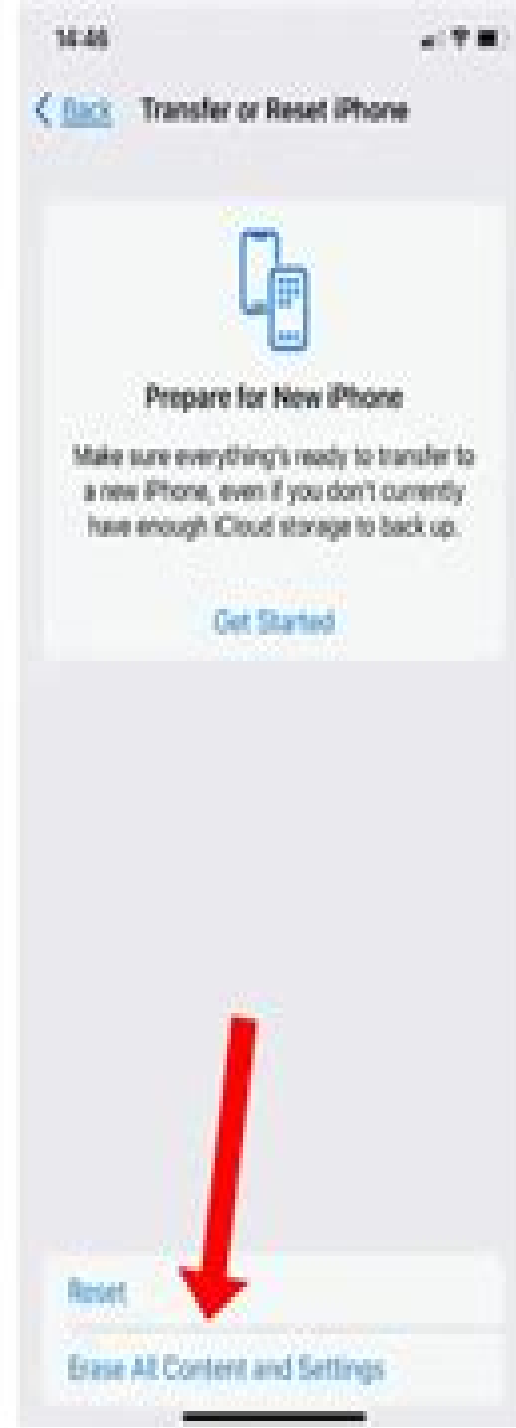 14:46
Back Transfer or Reset iPhone
Prepare for New iPhone
Make sure everything's ready to transfer to
a new iPhone, even if you don't currently
have enough iCloud storage to back up.
Get Started
Reset
Erase All Content and Settings